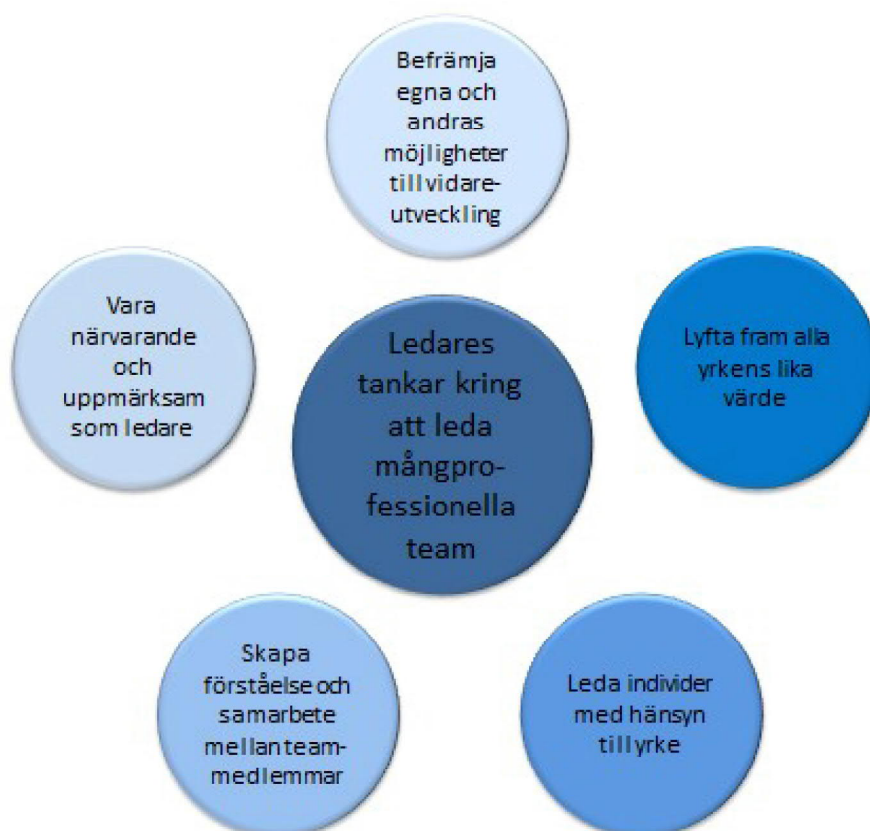 Befrämja
egna och
andras
möjligheter
till vidare-
utveckling
Vara
närvarande
och
uppmärksam
som ledare
Ledares
tankar kring
att leda
mångpro-
fessionella
team
Lyfta fram alla
yrkens lika
värde
Skapa
förståelse och
samarbete
mellan team-
medlemmar
Leda individer
med hänsyn
till yrke